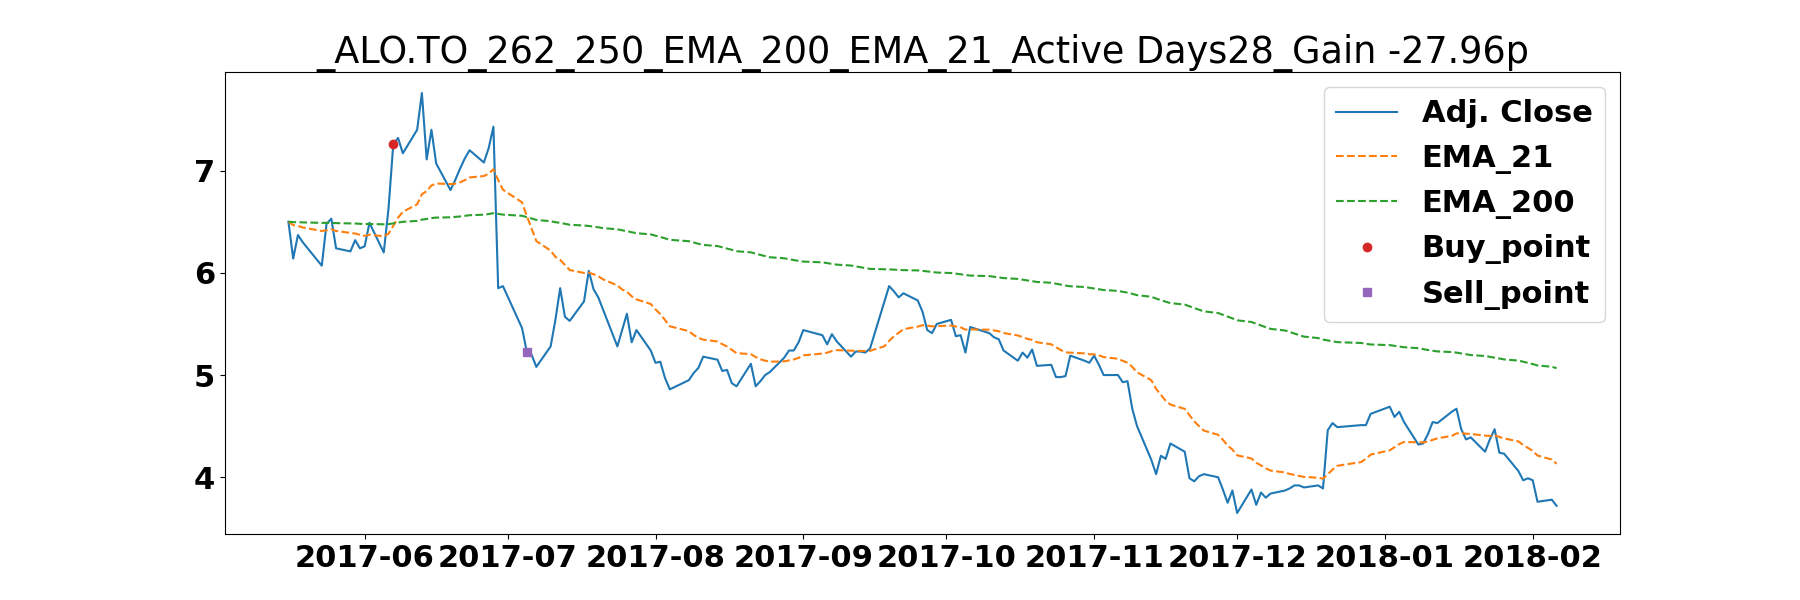 _ALO.TO_262_250_EMA_200_EMA_21_Active Days28_Gain -27.96p
Adj. Close
EMA_21
EMA_200
Buy_point
Sell_point
7
6
5
4
2017-06 2017-07 2017-08 2017-09 2017-10 2017-11 2017-12 2018-01 2018-02